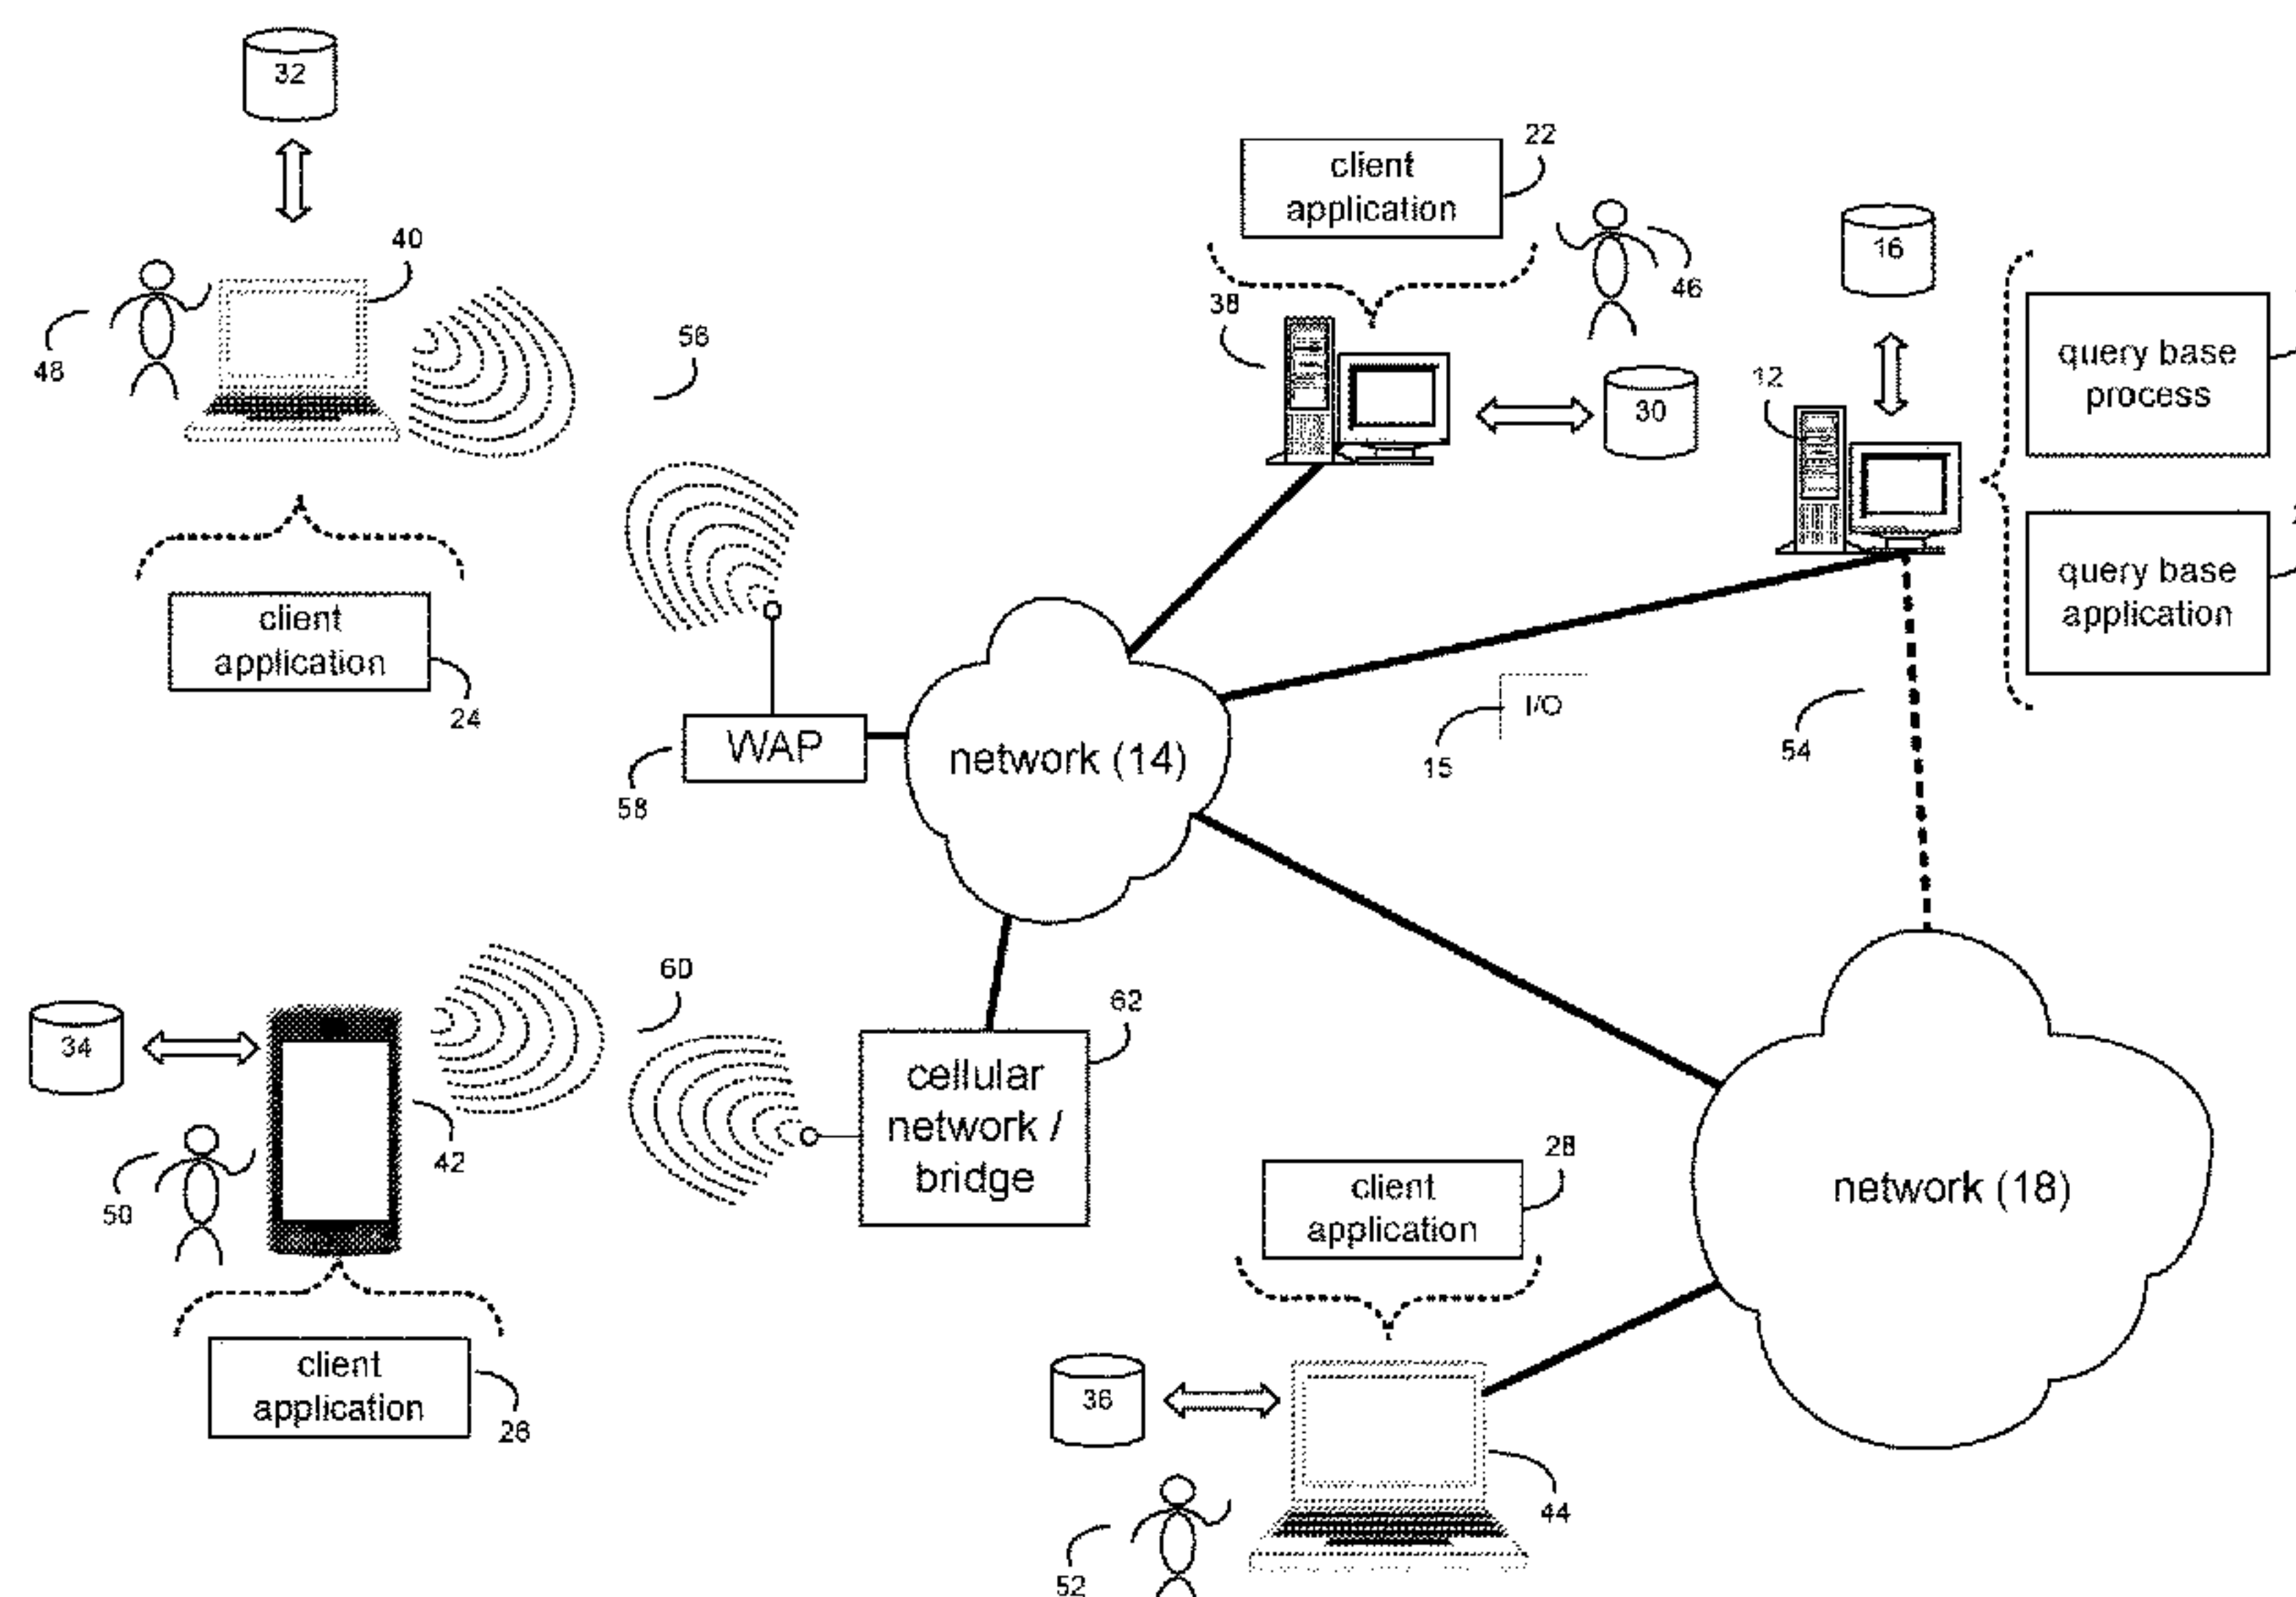 32
22
client
application
16
40
46
38
48
56
query base
process
12
30
client
application
24
query base
application
I/O
WAP
network (14)
15
54
58
60
62
34
cellular
network /
bridge
42
28
client
application
network (18)
50
client
application
26
36
44
52